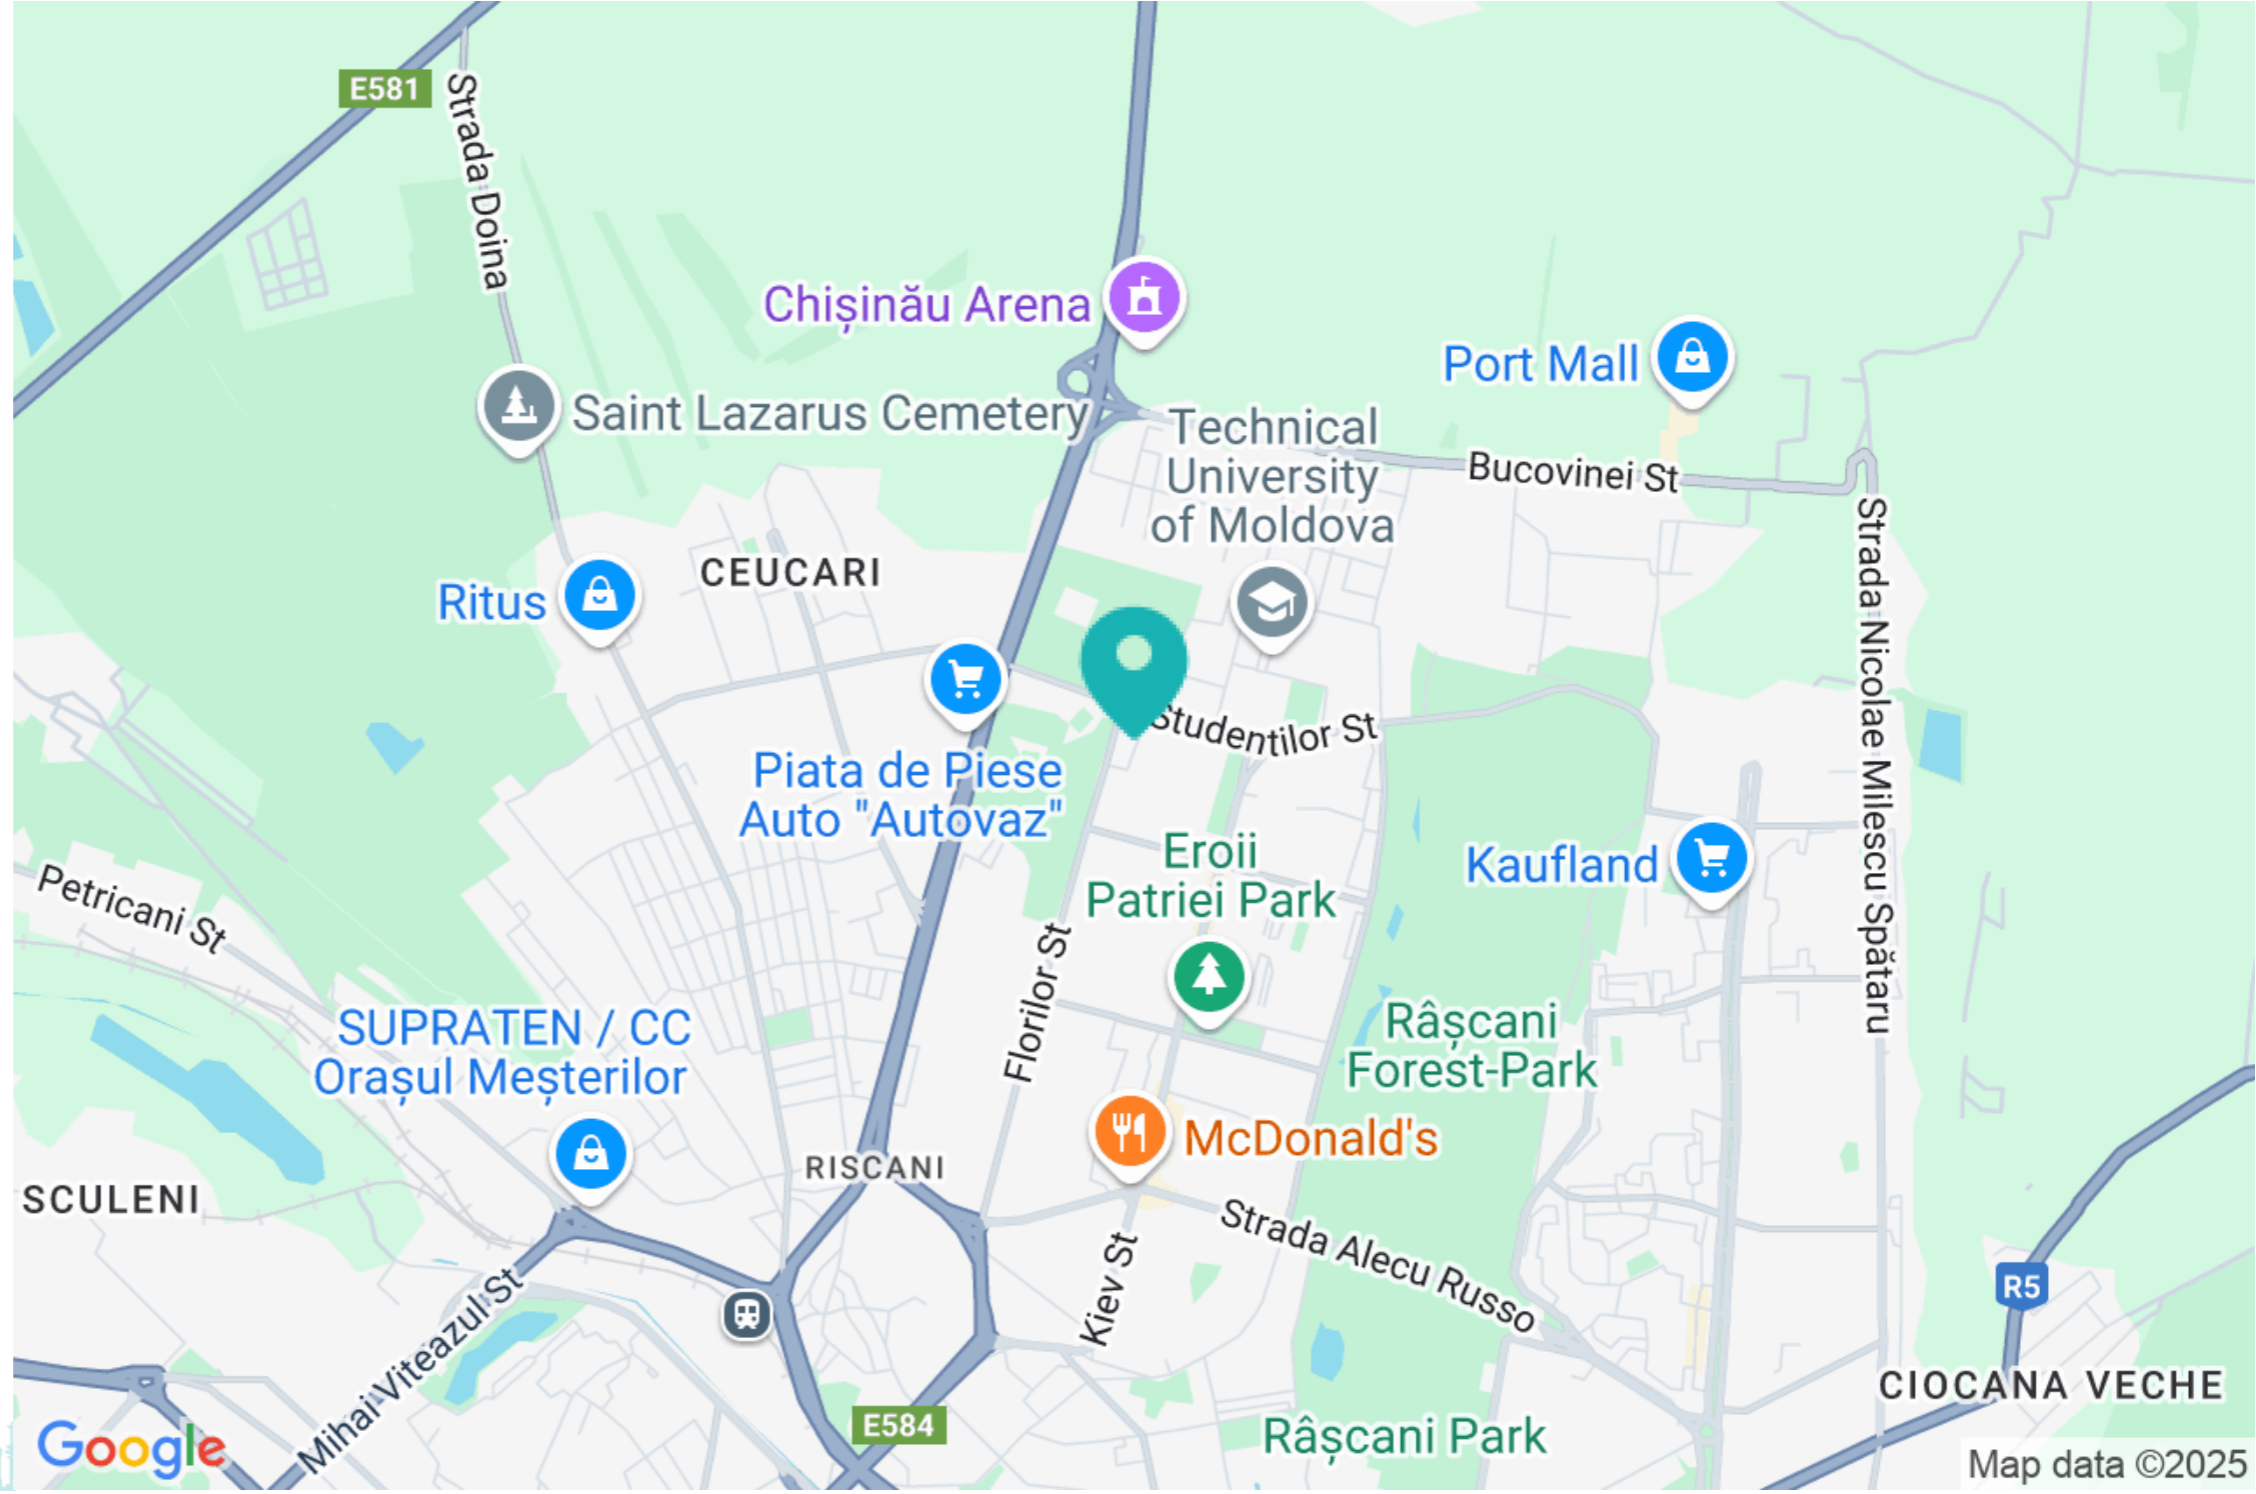 E581
Strada Doina
Chișinău Arena
Port Mall
Saint Lazarus Cemetery
Technical
University
of Moldova
Bucovinei St
Strada Nicolae Milescu Spătaru
CEUCARI
Ritus
Studentilor St
Piata de Piese
Auto "Autovaz"
Eroii
Patriei Park
Kaufland
Petricani St
Florilor St
SUPRATEN / CC
Orașul Meșterilor
Râșcani
Forest-Park
McDonald's
RISCANI
SCULENI
Strada Alecu Russo
Kiev St
Mihai Viteazul St
R5
CIOCANA VECHE
E584
Râșcani Park
Google
Map data ©2025